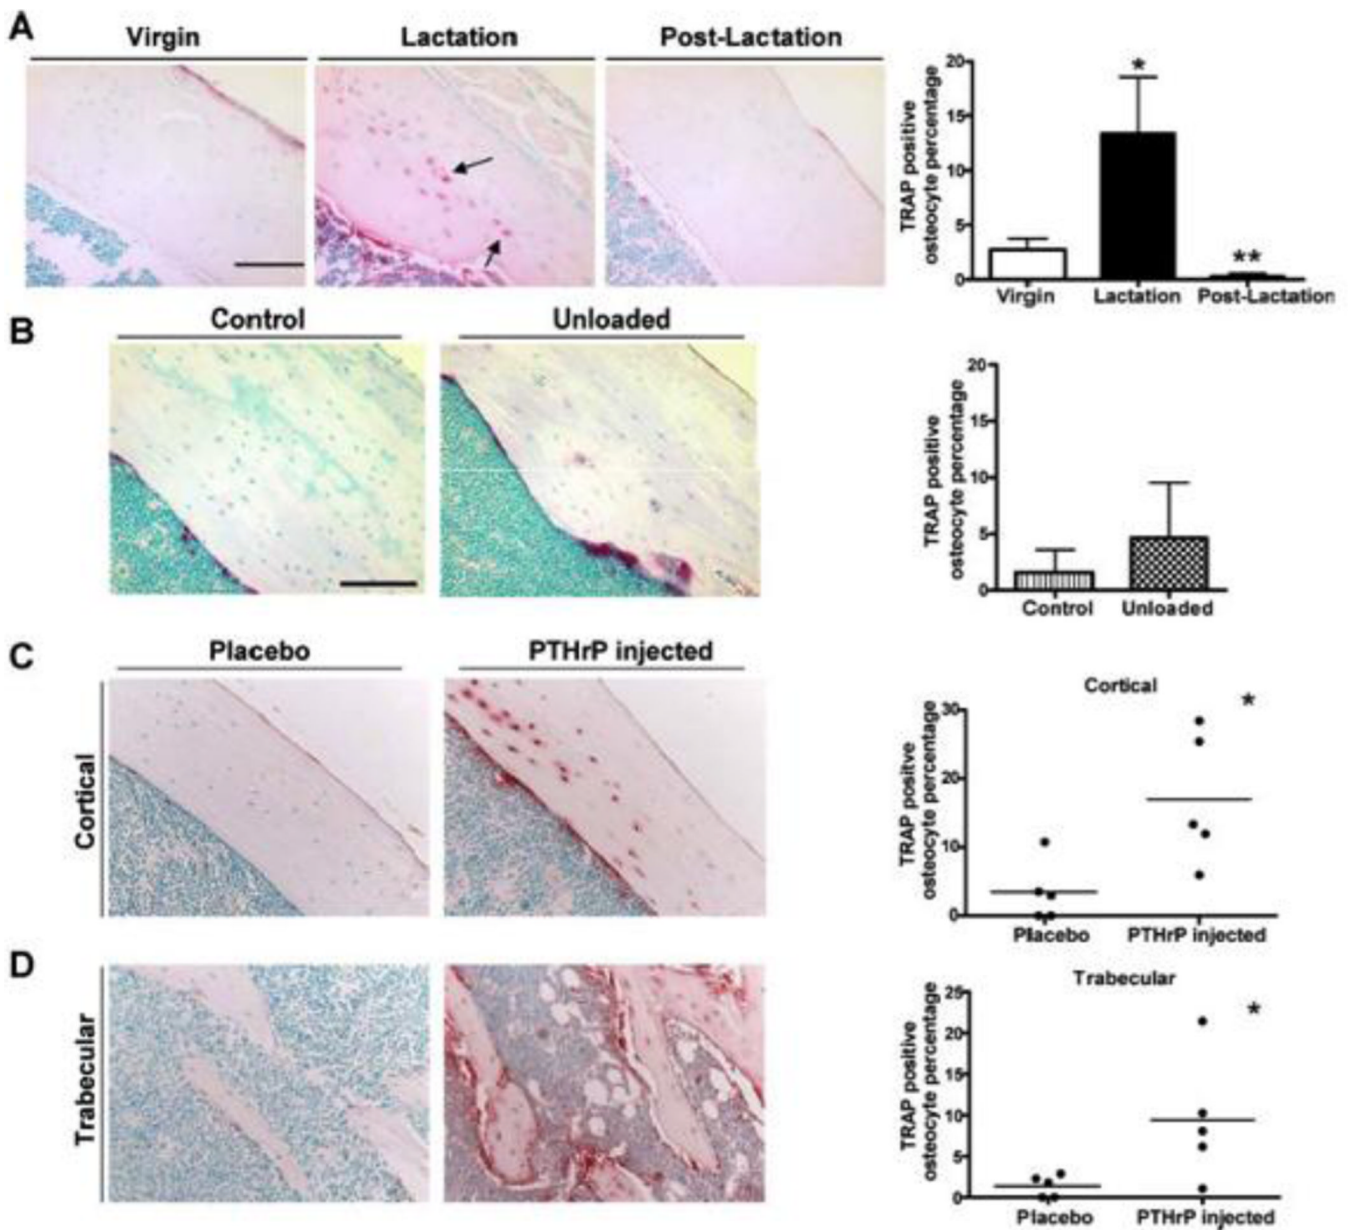 A
Virgin
Lactation
Post-Lactation
TRAP positive
osteocyte percentage
20
15
10
5
0
*
**
Virgin
Lactation
Post-Lactation
B
Control
Unloaded
TRAP positive
osteocyte percentage
20
15
10
5
0
Control
Unloaded
C
Placebo
PTHrP injected
Cortical
Cortical
*
TRAP positve
osteocyte percentage
30
20
10
0
Placebo
PTHrP injected
D
Trabecular
Trabecular
*
TRAP positive
osteocyte percentage
25
20
15
10
5
0
Placebo
PTHrP injected